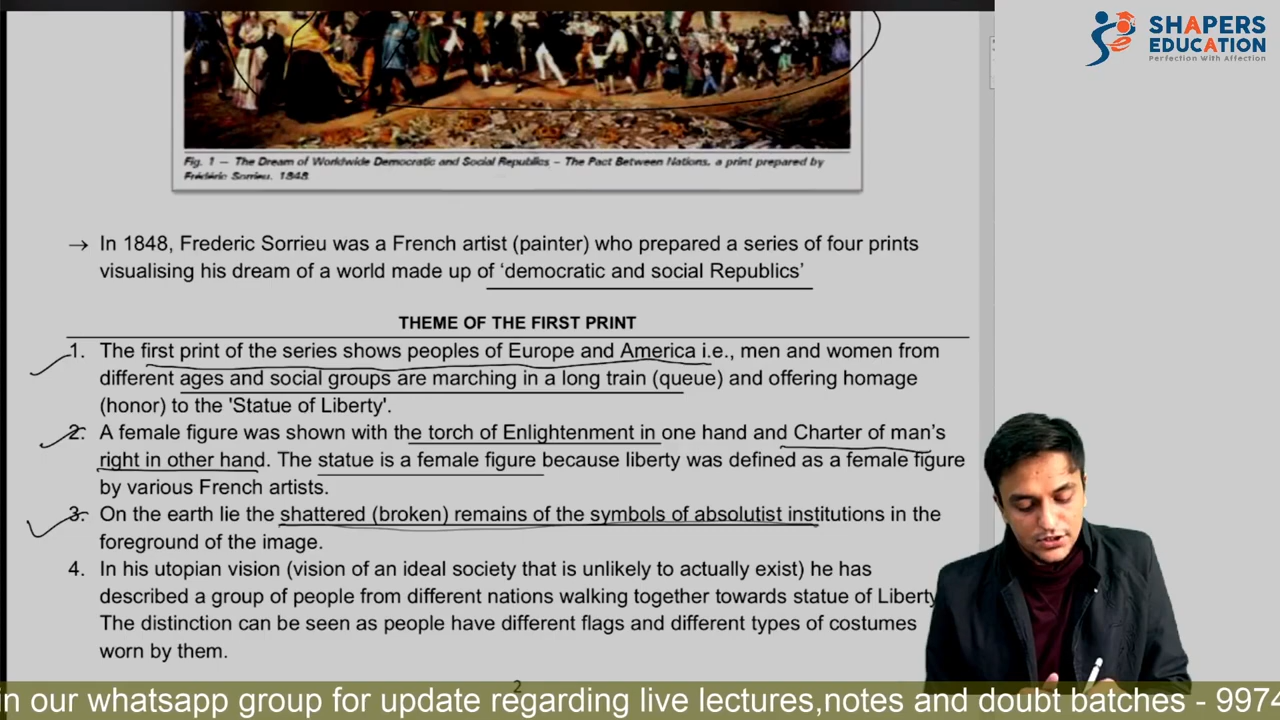 SHAPERS
EDUCATION
Perfection With Affection
Fig. 1 – The Dream of Worldwide Democratic and Social Republics – The Pact Between Nations, a print prepared by
Frédéric Sorrieu, 1848.
→ In 1848, Frederic Sorrieu was a French artist (painter) who prepared a series of four prints
visualising his dream of a world made up of ‘democratic and social Republics’
THEME OF THE FIRST PRINT
1. The first print of the series shows peoples of Europe and America i.e., men and women from
different ages and social groups are marching in a long train (queue) and offering homage
(honor) to the 'Statue of Liberty'.
2. A female figure was shown with the torch of Enlightenment in one hand and Charter of man’s
right in other hand. The statue is a female figure because liberty was defined as a female figure
by various French artists.
3. On the earth lie the shattered (broken) remains of the symbols of absolutist institutions in the
foreground of the image.
4. In his utopian vision (vision of an ideal society that is unlikely to actually exist) he has
described a group of people from different nations walking together towards statue of Liberty
The distinction can be seen as people have different flags and different types of costumes
worn by them.
2
in our whatsapp group for update regarding live lectures,notes and doubt batches - 9974